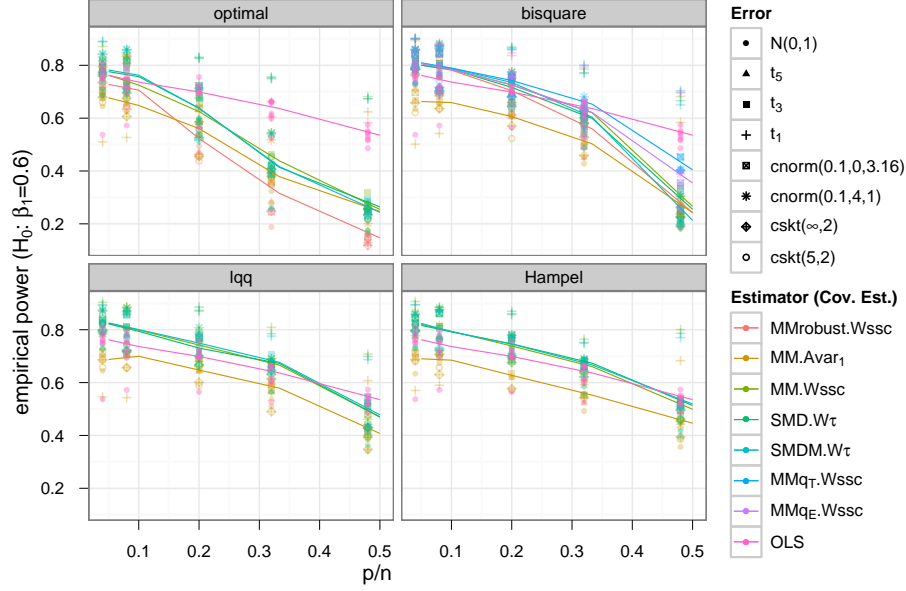 optimal
bisquare
0.8
0.6
0.4
0.2
lqq
Hampel
0.8
0.6
0.4
0.2
empirical power (H₀: β₁=0.6)
0.1 0.2 0.3 0.4 0.5
0.1 0.2 0.3 0.4 0.5
p/n
Error
N(0,1)
t₅
t₃
t₁
cnorm(0.1,0,3.16)
cnorm(0.1,4,1)
cskt(∞,2)
cskt(5,2)
Estimator (Cov. Est.)
MMrobust.Wssc
MM.Avar₁
MM.Wssc
SMD.Wτ
SMDM.Wτ
MMqT.Wssc
MMqE.Wssc
OLS